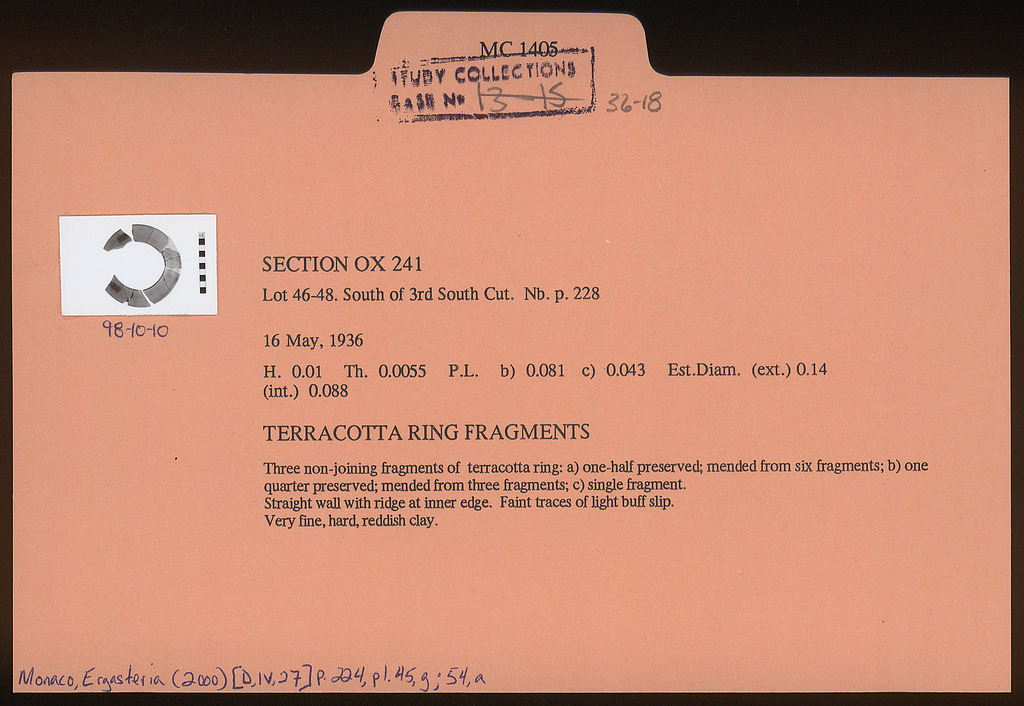 MC 1405
STUDY COLLECTIONS
CASE No 13-15 36-18
98-10-10
SECTION OX 241
Lot 46-48. South of 3rd South Cut. Nb. p. 228
16 May, 1936
H. 0.01 Th. 0.0055 P.L. b) 0.081 c) 0.043 Est.Diam. (ext.) 0.14
(int.) 0.088
TERRACOTTA RING FRAGMENTS
Three non-joining fragments of terracotta ring: a) one-half preserved; mended from six fragments; b) one
quarter preserved; mended from three fragments; c) single fragment.
Straight wall with ridge at inner edge. Faint traces of light buff slip.
Very fine, hard, reddish clay.
Monaco, Ergasteria (2000) [D,IV,27] p. 224, pl. 45, g; 54, a